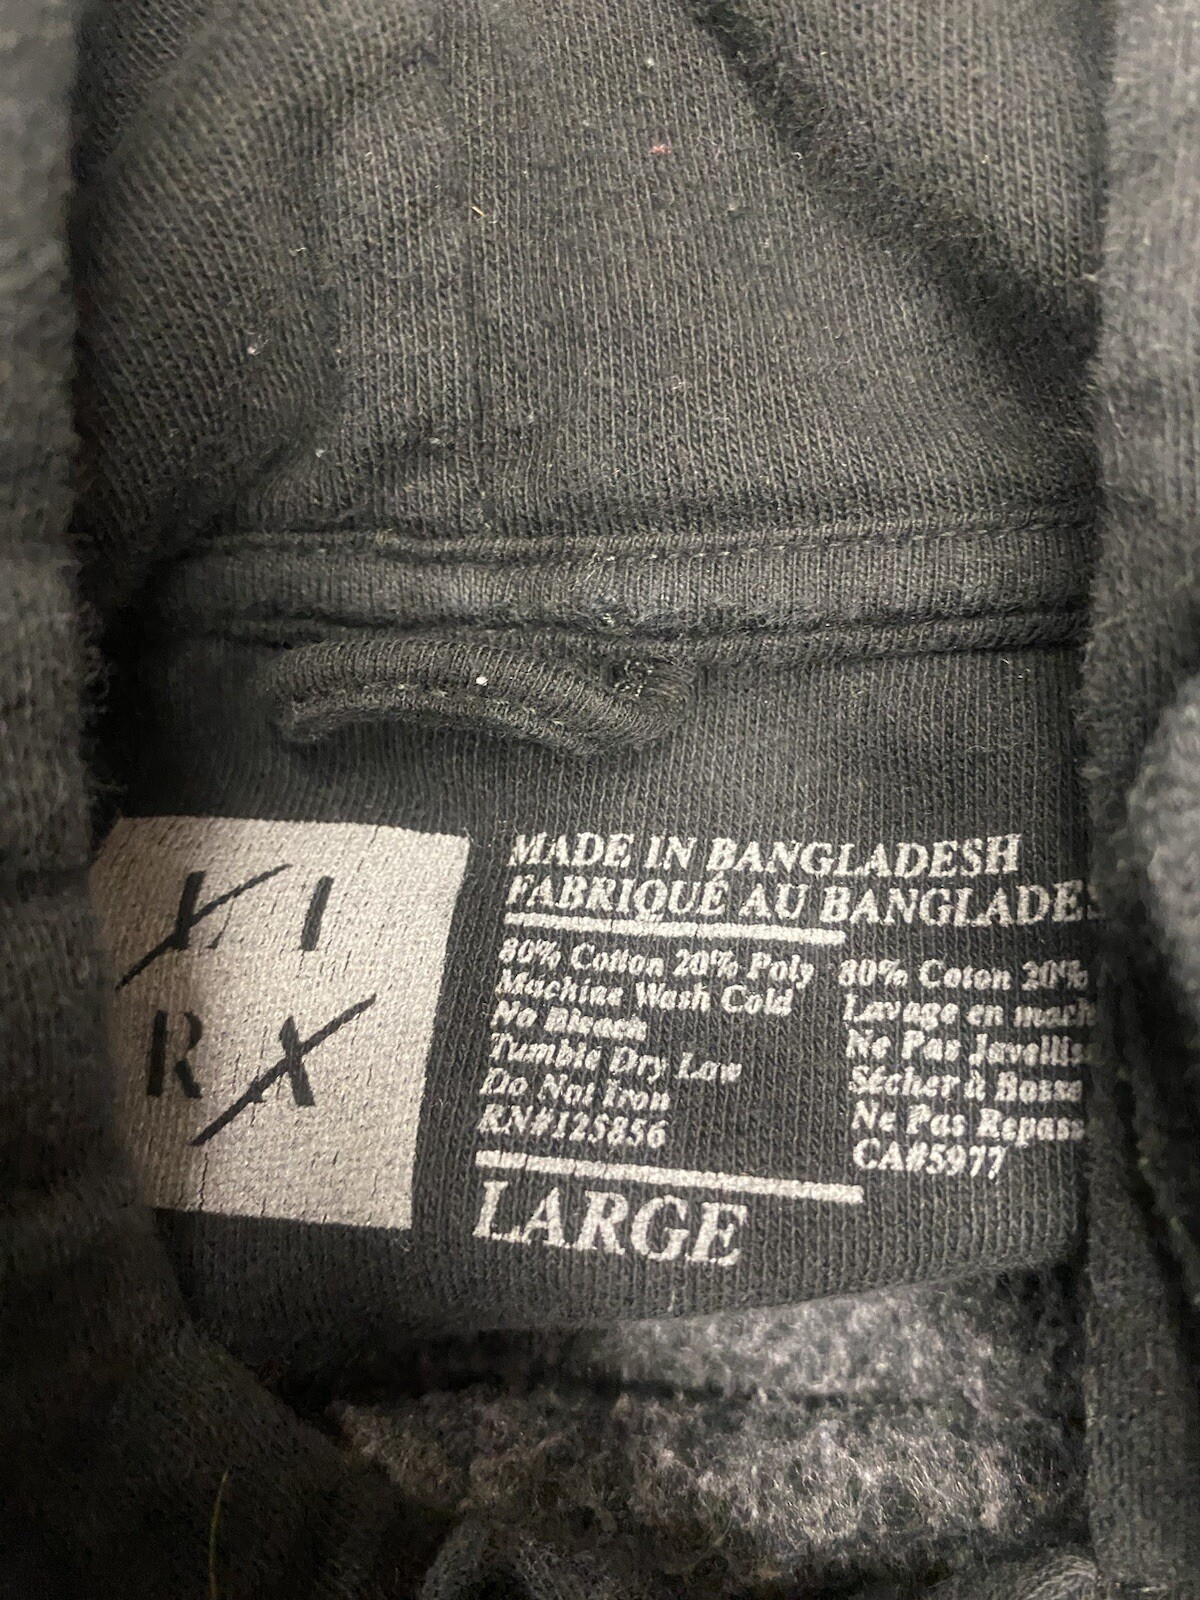 L I
R A
MADE IN BANGLADESH
FABRIQUÉ AU BANGLADES
80% Cotton 20% Poly
Machine Wash Cold
No Bleach
Tumble Dry Low
Do Not Iron
RN#125856
80% Coton 20%
Lavage en mach
Ne Pas Javellis
Sécher à Basse
Ne Pas Repass
CA#5977
LARGE